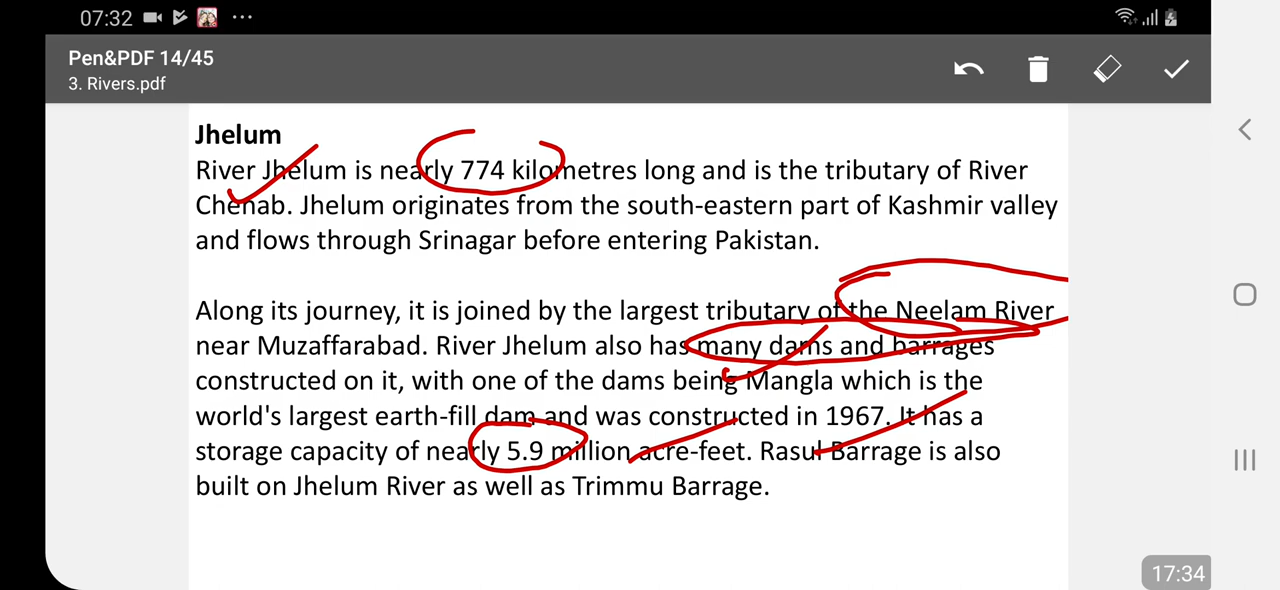 07:32
Pen&PDF 14/45
3. Rivers.pdf
Jhelum
River Jhelum is nearly 774 kilometres long and is the tributary of River
Chenab. Jhelum originates from the south-eastern part of Kashmir valley
and flows through Srinagar before entering Pakistan.
Along its journey, it is joined by the largest tributary of the Neelam River
near Muzaffarabad. River Jhelum also has many dams and barrages
constructed on it, with one of the dams being Mangla which is the
world's largest earth-fill dam and was constructed in 1967. It has a
storage capacity of nearly 5.9 million acre-feet. Rasul Barrage is also
built on Jhelum River as well as Trimmu Barrage.
17:34